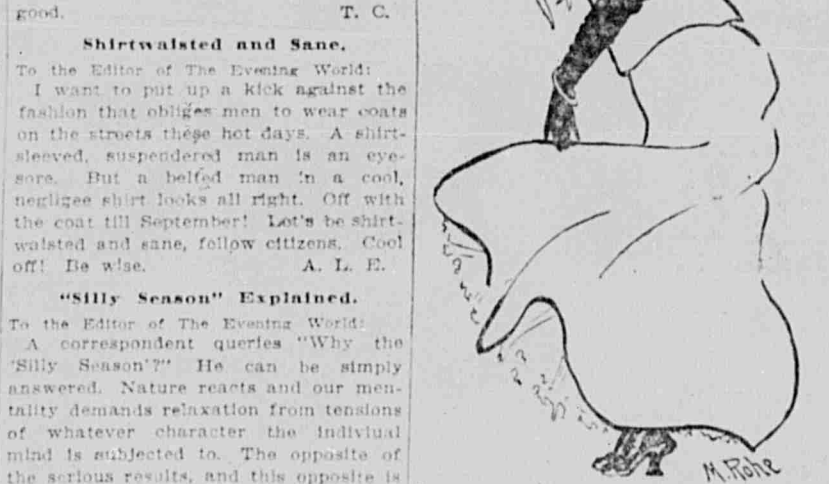 good. T. C.
Shirtwaisted and Sane.
To the Editor of The Evening World:
I want to put up a kick against the
fashion that obliges men to wear coats
on the streets these hot days. A shirt-
sleeved, suspendered man is an eye-
sore. But a belted man in a cool,
negligee shirt looks all right. Off with
the coat till September! Let's be shirt-
waisted and sane, fellow citizens. Cool
off! Be wise. A. L. E.
"Silly Season" Explained.
To the Editor of The Evening World:
A correspondent queries "Why the
'Silly Season'?" He can be simply
answered. Nature reacts and our men-
tality demands relaxation from tensions
of whatever character the indiviual
mind is subjected to. The opposite of
the serious results, and this opposite is
M. Rohe